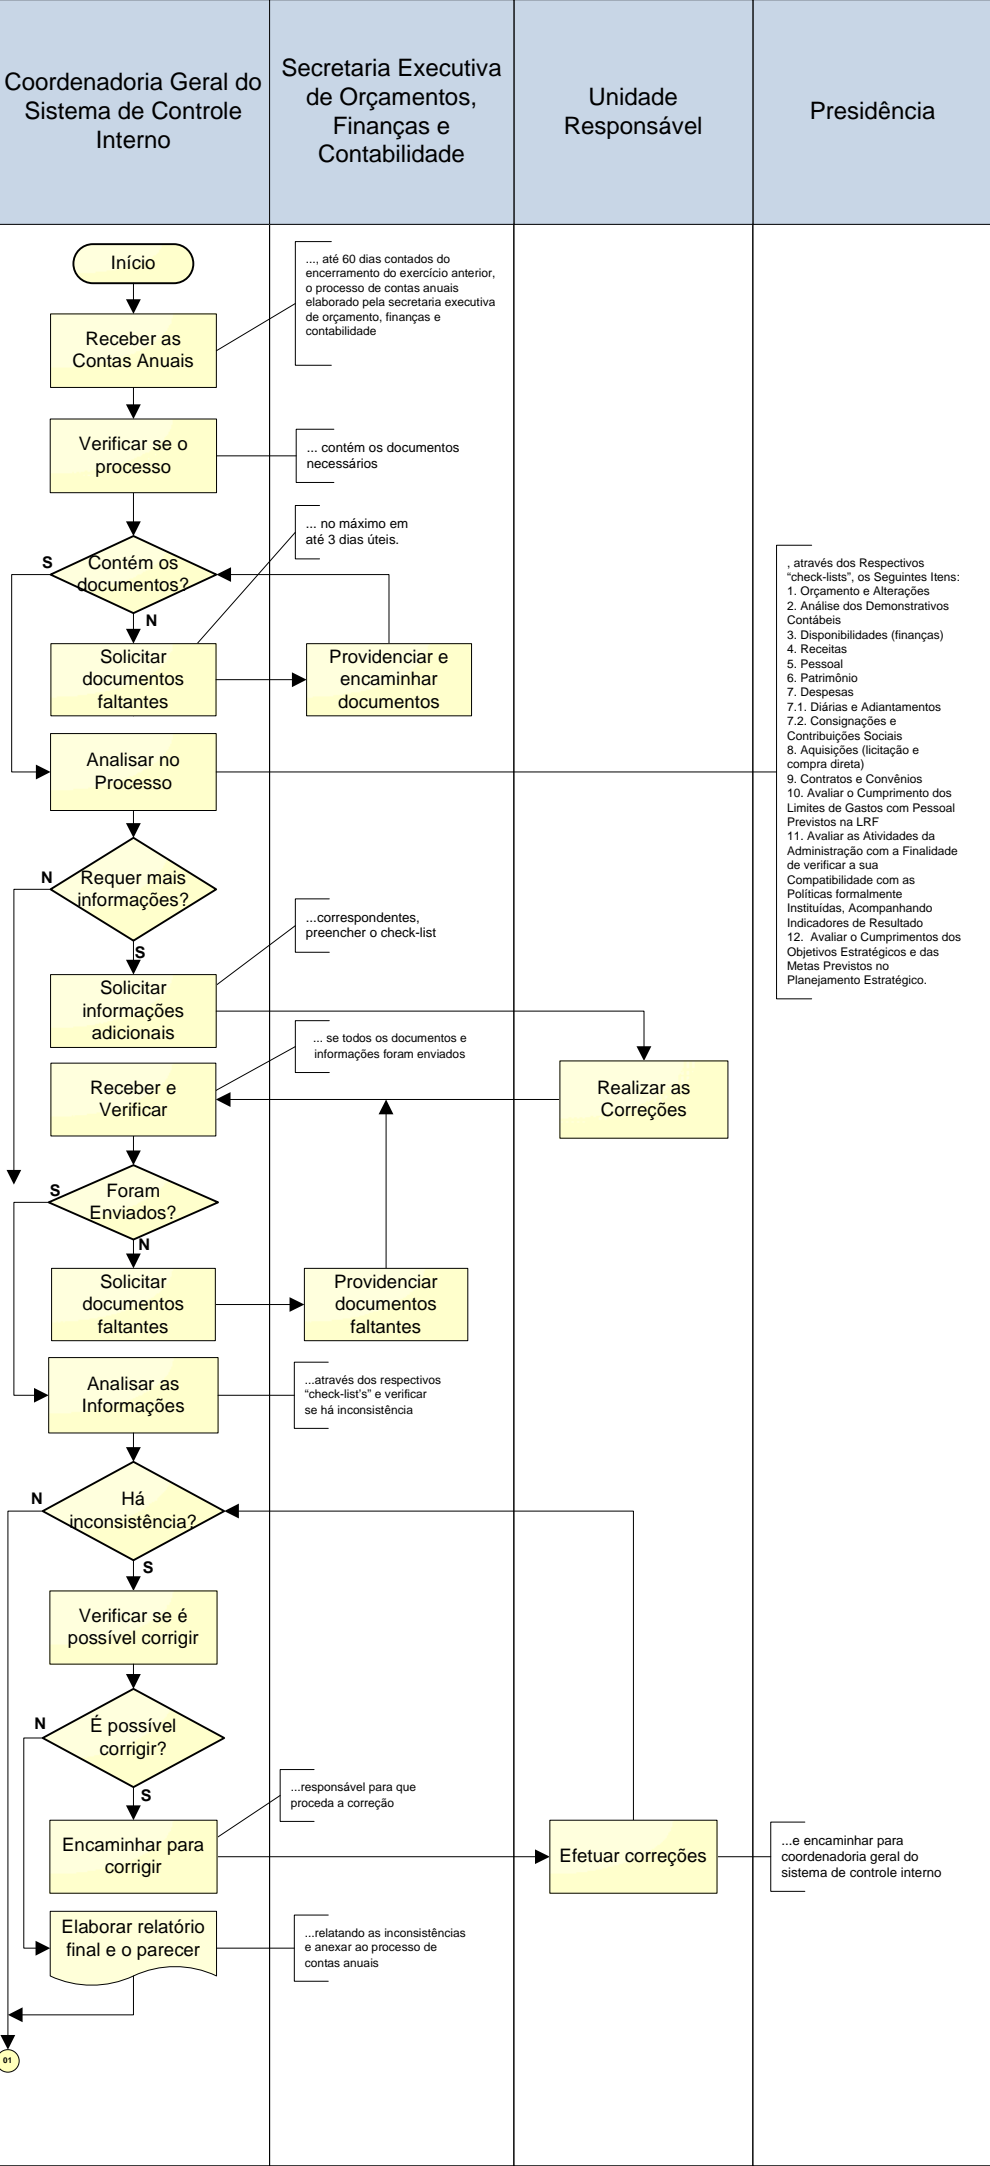 Coordenadoria Geral do
Sistema de Controle
Interno
Secretaria Executiva
de Orçamentos,
Finanças e
Contabilidade
Unidade
Responsável
Presidência
Início
..., até 60 dias contados do
encerramento do exercício anterior,
o processo de contas anuais
elaborado pela secretaria executiva
de orçamento, finanças e
contabilidade
Receber as
Contas Anuais
Verificar se o
processo
... contém os documentos
necessários
... no máximo em
até 3 dias úteis.
S
Contém os
documentos?
N
Solicitar
documentos
faltantes
Providenciar e
encaminhar
documentos
, através dos Respectivos
“check-lists”, os Seguintes Itens:
1. Orçamento e Alterações
2. Análise dos Demonstrativos
Contábeis
3. Disponibilidades (finanças)
4. Receitas
5. Pessoal
6. Patrimônio
7. Despesas
7.1. Diárias e Adiantamentos
7.2. Consignações e
Contribuições Sociais
8. Aquisições (licitação e
compra direta)
9. Contratos e Convênios
10. Avaliar o Cumprimento dos
Limites de Gastos com Pessoal
Previstos na LRF
11. Avaliar as Atividades da
Administração com a Finalidade
de verificar a sua
Compatibilidade com as
Políticas formalmente
Instituídas, Acompanhando
Indicadores de Resultado
12. Avaliar o Cumprimentos dos
Objetivos Estratégicos e das
Metas Previstos no
Planejamento Estratégico.
Analisar no
Processo
N
Requer mais
informações?
S
...correspondentes,
preencher o check-list
Solicitar
informações
adicionais
... se todos os documentos e
informações foram enviados
Receber e
Verificar
Realizar as
Correções
S
Foram
Enviados?
N
Solicitar
documentos
faltantes
Providenciar
documentos
faltantes
Analisar as
Informações
...através dos respectivos
“check-list’s” e verificar
se há inconsistência
N
Há
inconsistência?
S
Verificar se é
possível corrigir
N
É possível
corrigir?
S
...responsável para que
proceda a correção
Encaminhar para
corrigir
Efetuar correções
...e encaminhar para
coordenadoria geral do
sistema de controle interno
Elaborar relatório
final e o parecer
...relatando as inconsistências
e anexar ao processo de
contas anuais
01